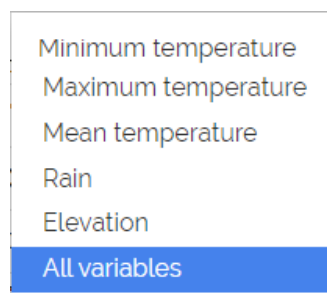 Minimum temperature
Maximum temperature
Mean temperature
Rain
Elevation
All variables